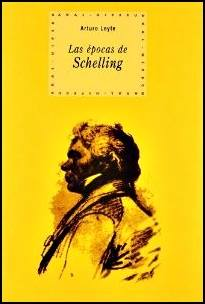 Arturo Leyte
Las épocas de
Schelling